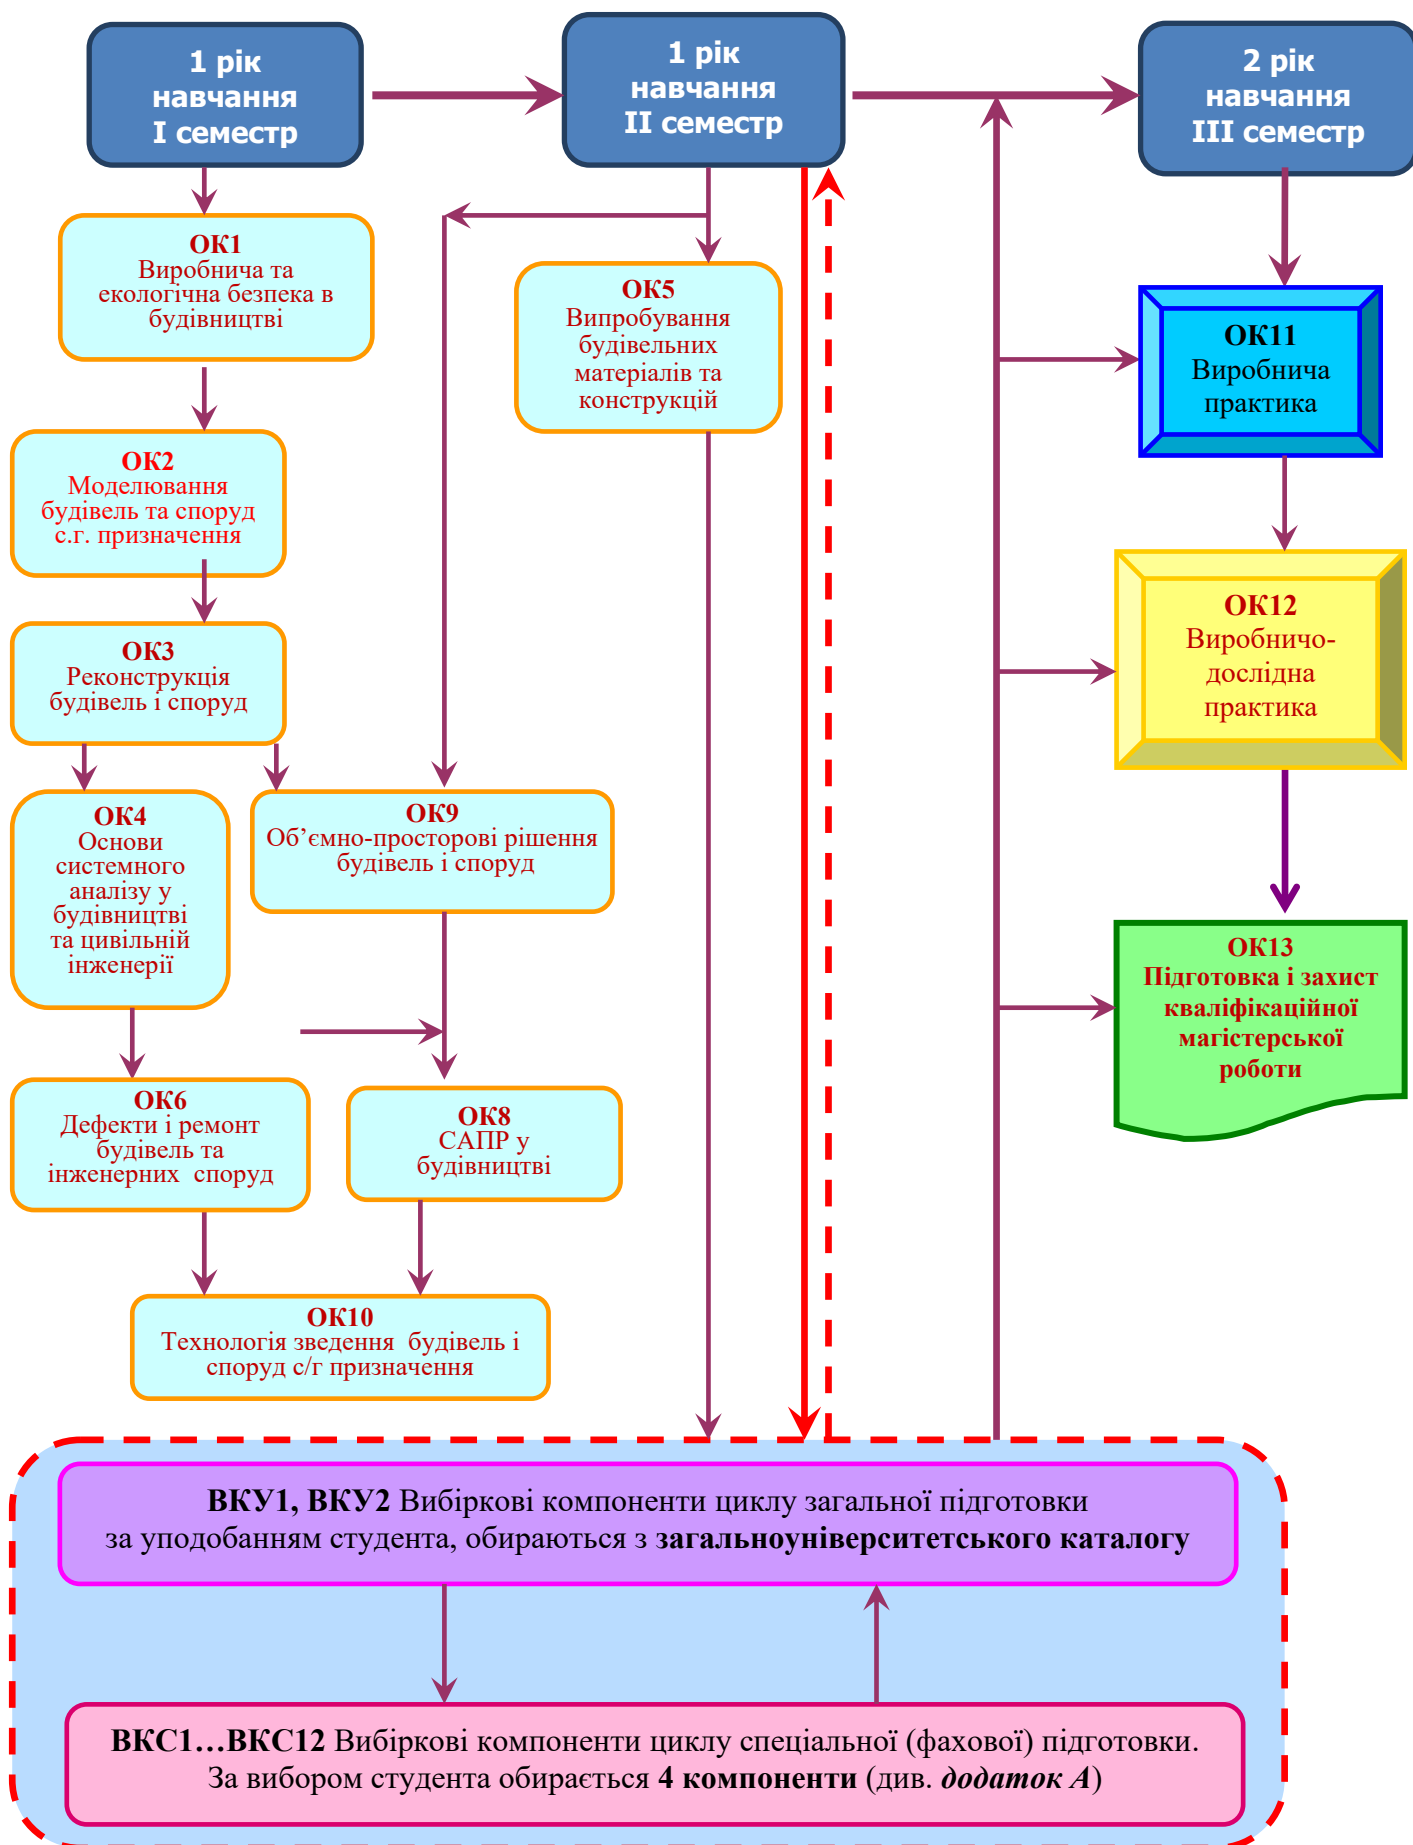 1 рік
навчання
I семестр
1 рік
навчання
II семестр
2 рік
навчання
III семестр
ОК1
Виробнича та
екологічна безпека в
будівництві
ОК2
Моделювання
будівель та споруд
с.г. призначення
ОК3
Реконструкція
будівель і споруд
ОК4
Основи
системного
аналізу у
будівництві
та цивільній
інженерії
ОК6
Дефекти і ремонт
будівель та
інженерних  споруд
ОК5
Випробування
будівельних
матеріалів та
конструкцій
ОК9
Об’ємно-просторові рішення
будівель і споруд
ОК8
САПР у
будівництві
ОК10
Технологія зведення  будівель і
споруд с/г призначення
ОК11
Виробнича
практика
ОК12
Виробничо-
дослідна
практика
ОК13
Підготовка і захист
кваліфікаційної
магістерської
роботи
ВКУ1, ВКУ2 Вибіркові компоненти циклу загальної підготовки
за уподобанням студента, обираються з загальноуніверситетського каталогу
ВКС1…ВКС12 Вибіркові компоненти циклу спеціальної (фахової) підготовки.
За вибором студента обирається 4 компоненти (див. додаток А)